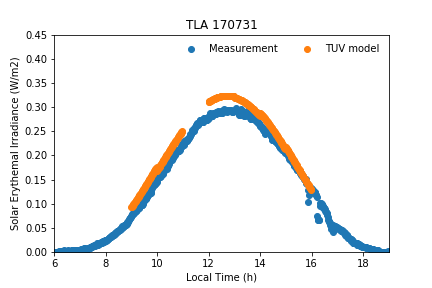 TLA 170731
Measurement
TUV model
Solar Erythemal Irradiance (W/m2)
0.45
0.40
0.35
0.30
0.25
0.20
0.15
0.10
0.05
0.00
6 8 10 12 14 16 18
Local Time (h)